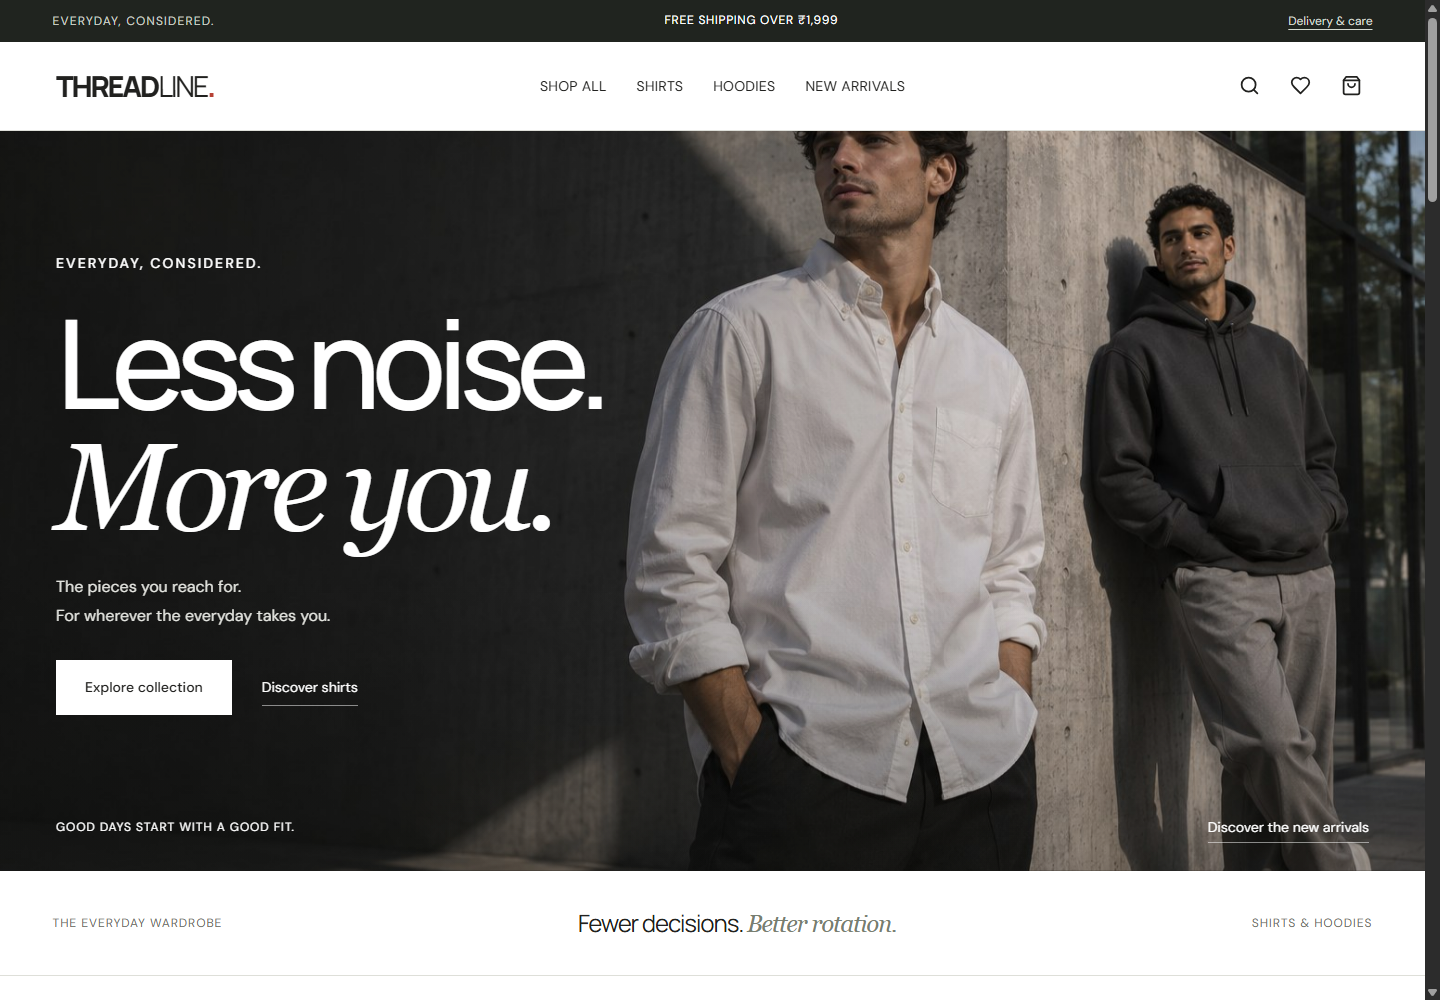 EVERYDAY, CONSIDERED.
FREE SHIPPING OVER ₹1,999
Delivery & care
THREADLINE.
SHOP ALL
SHIRTS
HOODIES
NEW ARRIVALS
EVERYDAY, CONSIDERED.
Less noise.
More you.
The pieces you reach for.
For wherever the everyday takes you.
Explore collection
Discover shirts
GOOD DAYS START WITH A GOOD FIT.
Discover the new arrivals
THE EVERYDAY WARDROBE
Fewer decisions. Better rotation.
SHIRTS & HOODIES